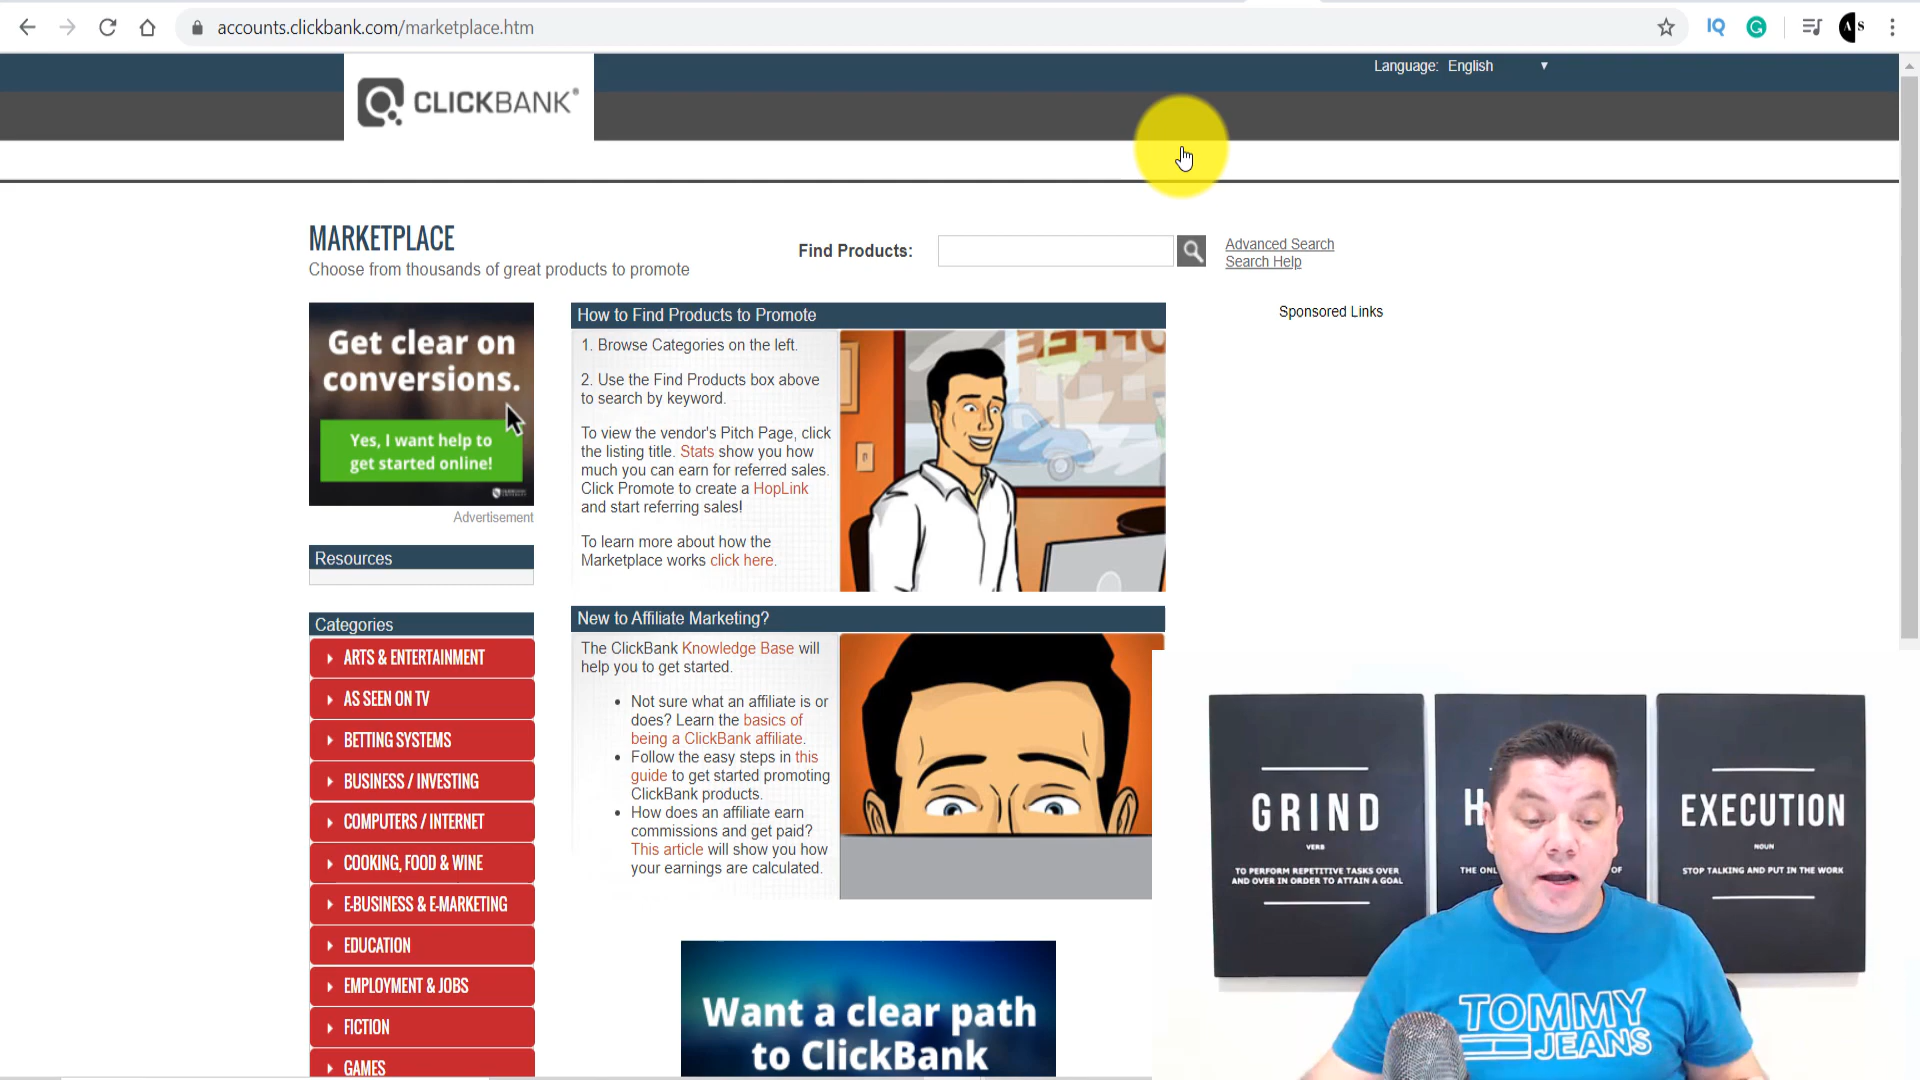 accounts.clickbank.com/marketplace.htm
IQ
G
A S
Language: English
CLICKBANK®
MARKETPLACE
Choose from thousands of great products to promote
Find Products:
Advanced Search
Search Help
Get clear on
conversions.
Yes, I want help to
get started online!
Advertisement
Resources
Categories
ARTS & ENTERTAINMENT
AS SEEN ON TV
BETTING SYSTEMS
BUSINESS / INVESTING
COMPUTERS / INTERNET
COOKING, FOOD & WINE
E-BUSINESS & E-MARKETING
EDUCATION
EMPLOYMENT & JOBS
FICTION
GAMES
How to Find Products to Promote
1. Browse Categories on the left.
2. Use the Find Products box above
to search by keyword.
To view the vendor's Pitch Page, click
the listing title. Stats show you how
much you can earn for referred sales.
Click Promote to create a HopLink
and start referring sales!
To learn more about how the
Marketplace works click here.
New to Affiliate Marketing?
The ClickBank Knowledge Base will
help you to get started.
Not sure what an affiliate is or
does? Learn the basics of
being a ClickBank affiliate.
Follow the easy steps in this
guide to get started promoting
ClickBank products.
How does an affiliate earn
commissions and get paid?
This article will show you how
your earnings are calculated.
Want a clear path
to ClickBank
Sponsored Links
GRIND
VERB
TO PERFORM REPETITIVE TASKS OVER
AND OVER IN ORDER TO ATTAIN A GOAL
H
THE ONL
OF
EXECUTION
NOUN
STOP TALKING AND PUT IN THE WORK
TOMMY
JEANS